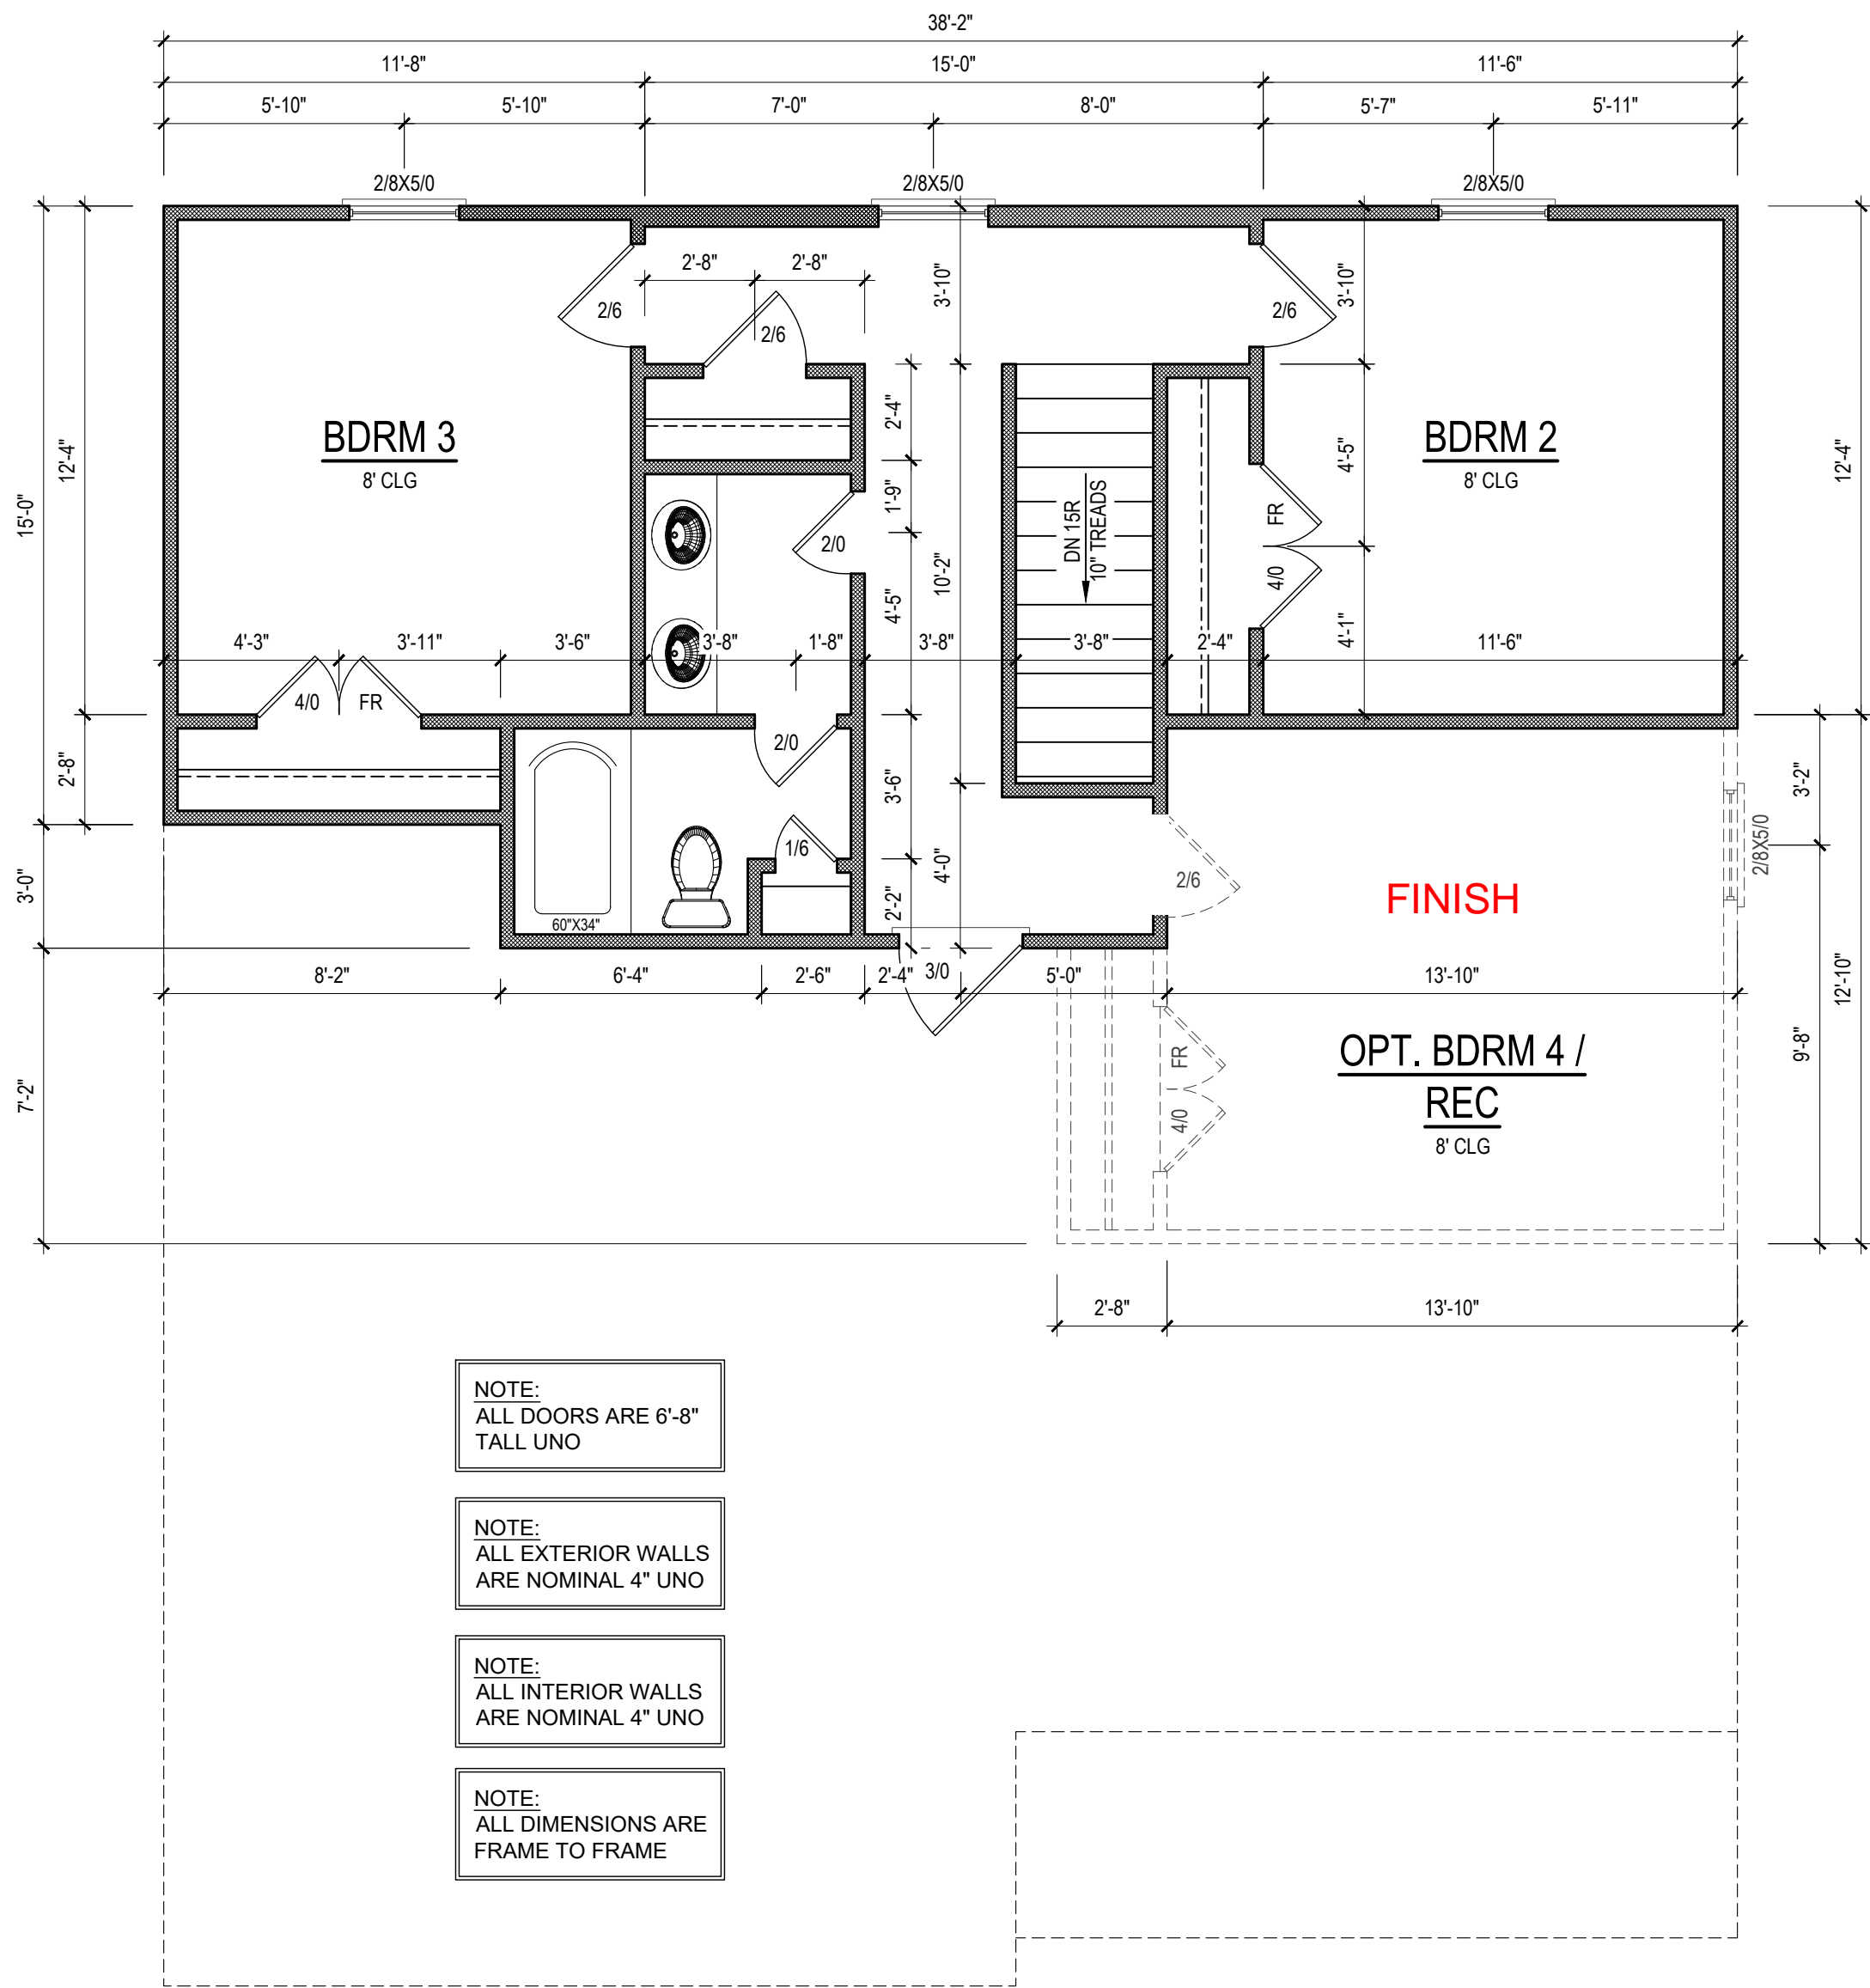 38'-2"
11'-8" 15'-0" 11'-6"
5'-10" 5'-10" 7'-0" 8'-0" 5'-7" 5'-11"
2/8X5/0 2/8X5/0 2/8X5/0
2'-8" 2'-8" 3'-10" 3'-10"
2/6 2/6 2/6
2'-4"
BDRM 3
8' CLG
BDRM 2
8' CLG
12'-4"
15'-0"
1'-9"
4'-5"
12'-4"
DN 15R
10" TREADS
FR
4/0
2/0
10'-2"
4'-5"
4'-1"
4'-3" 3'-11" 3'-6" 3'-8" 1'-8" 3'-8" 3'-8" 2'-4" 11'-6"
4/0 FR
2/0
2'-8"
3'-6"
3'-2"
2/8X5/0
1/6
4'-0"
2/6
FINISH
3'-0"
2'-2"
60"X34"
8'-2" 6'-4" 2'-6" 2'-4" 3/0 5'-0" 13'-10"
12'-10"
9'-8"
7'-2"
FR
4/0
OPT. BDRM 4 /
REC
8' CLG
2'-8" 13'-10"
NOTE:
ALL DOORS ARE 6'-8"
TALL UNO
NOTE:
ALL EXTERIOR WALLS
ARE NOMINAL 4" UNO
NOTE:
ALL INTERIOR WALLS
ARE NOMINAL 4" UNO
NOTE:
ALL DIMENSIONS ARE
FRAME TO FRAME